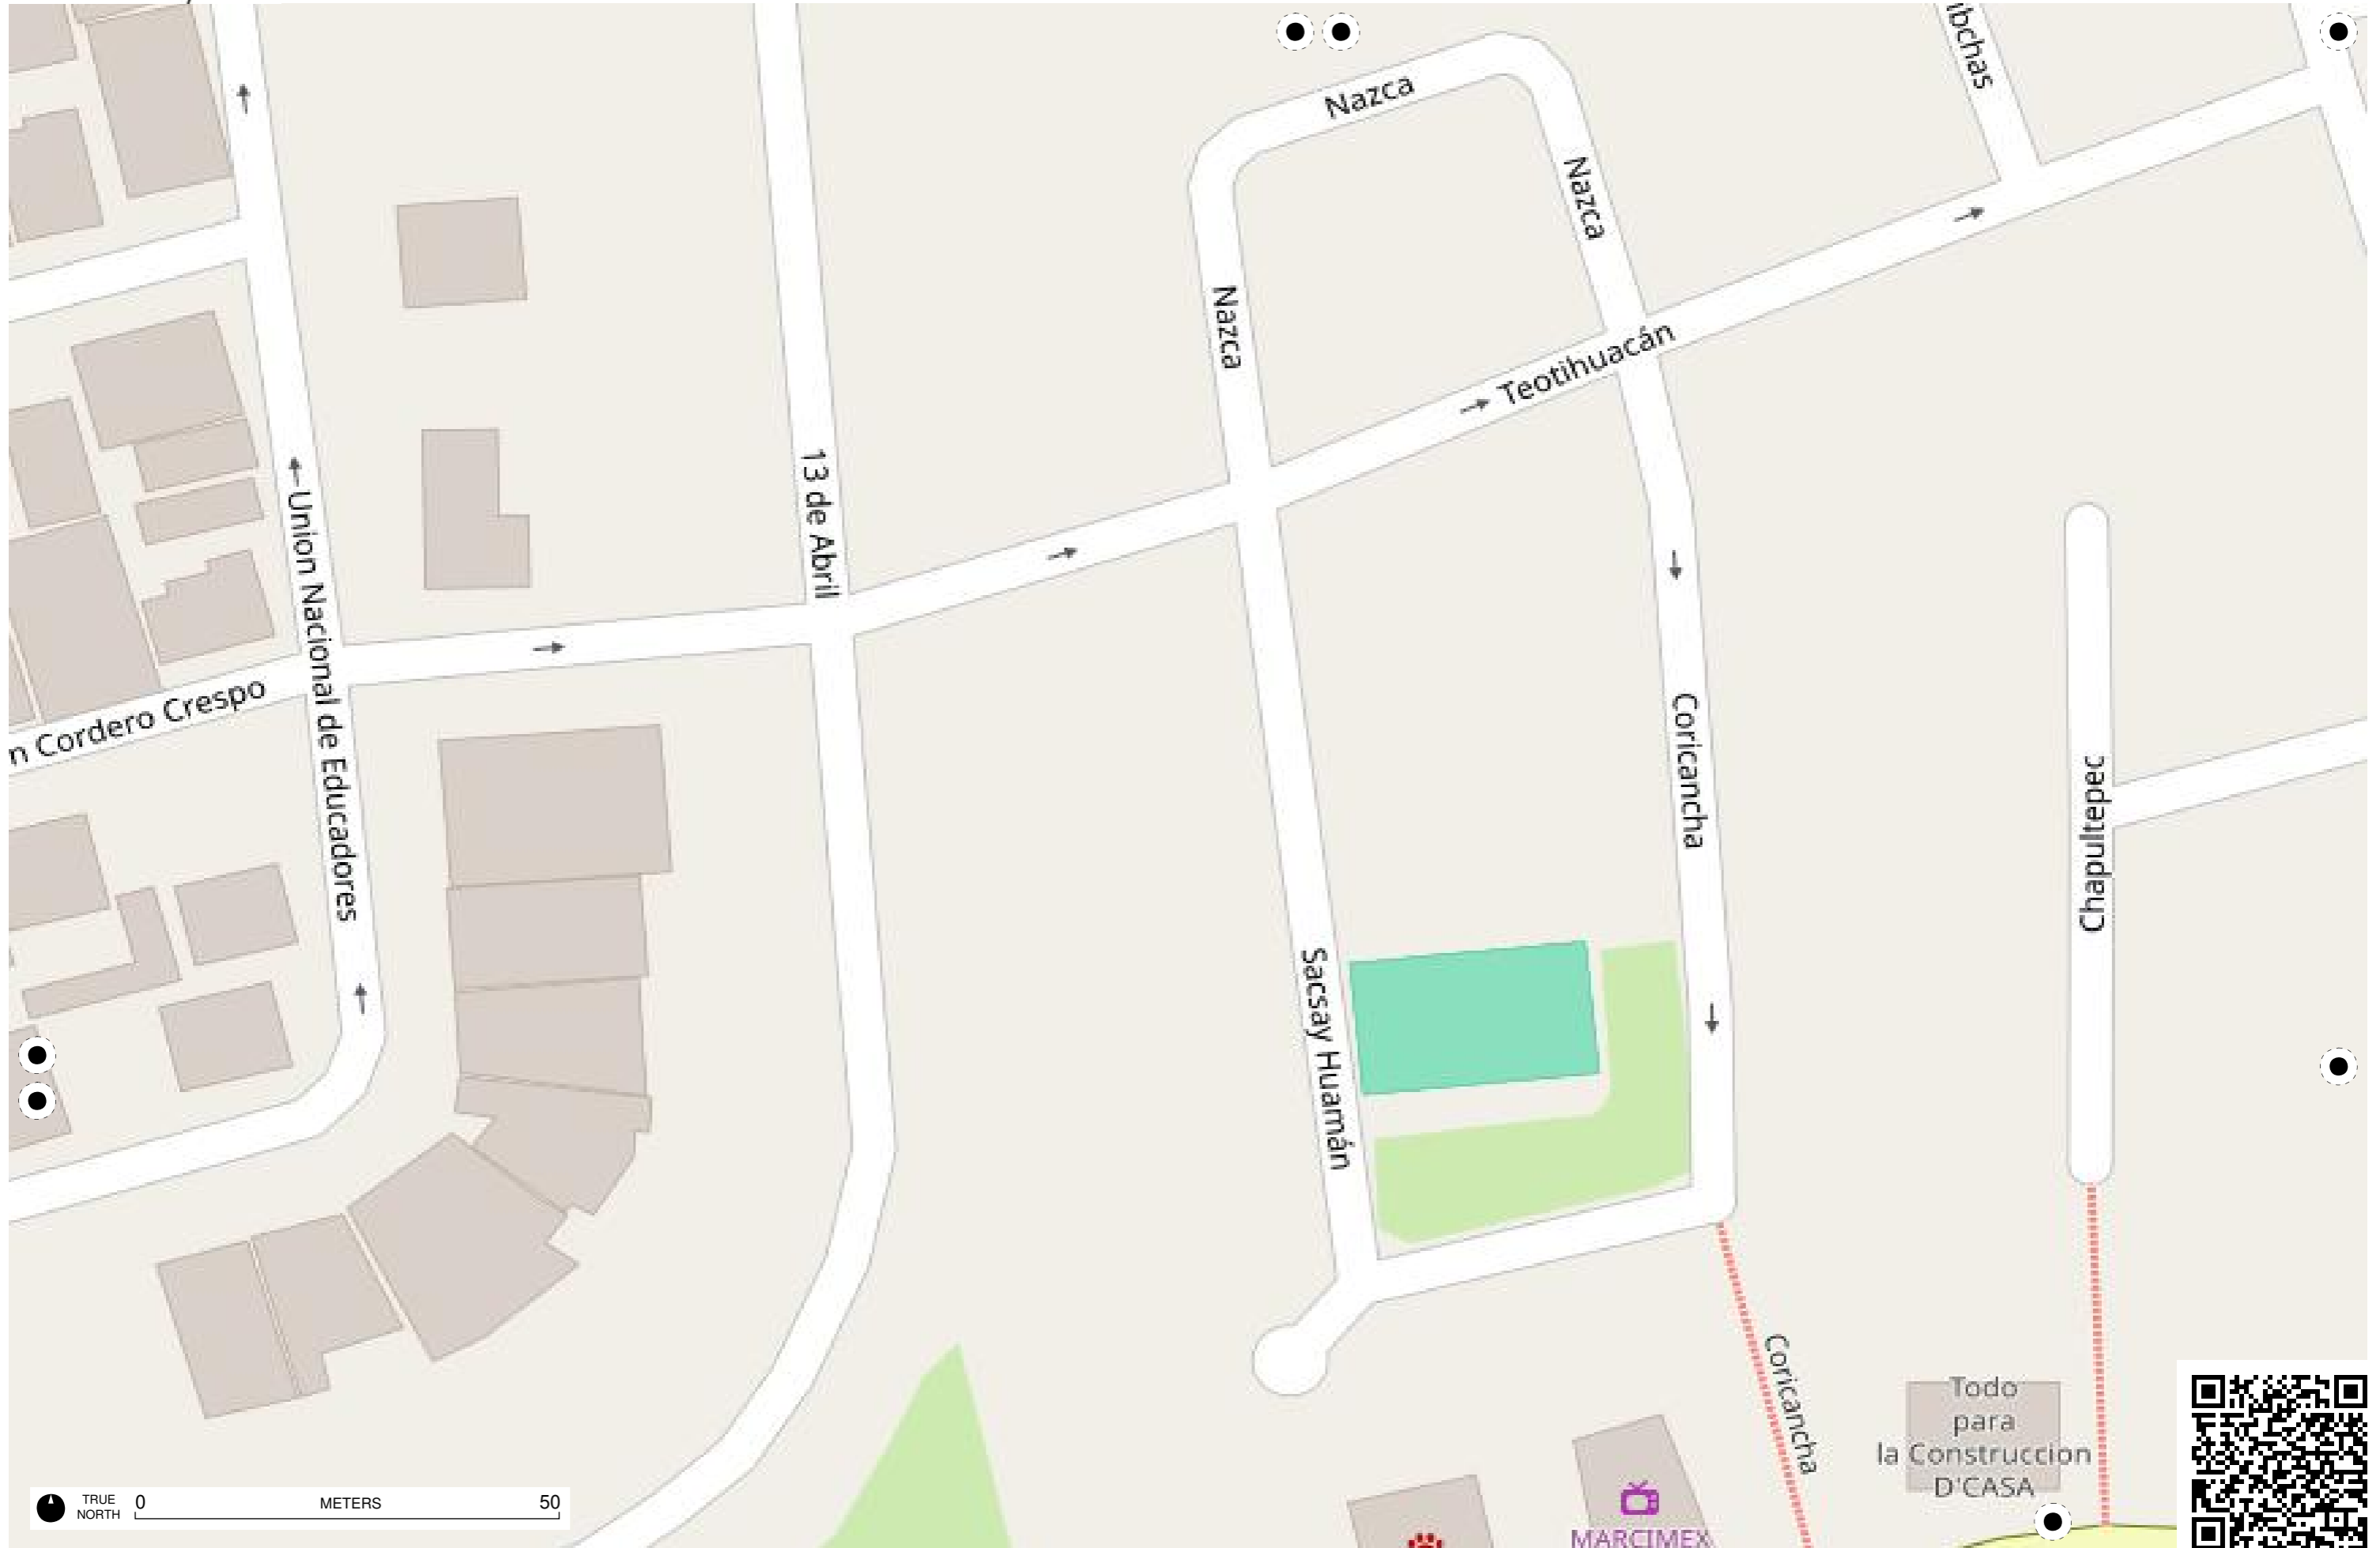 Nazca
Nazca
Nazca
Teotihuacán
13 de Abril
Union Nacional de Educadores
Cordero Crespo
Coricancha
Chapultepec
Sacsay Huamán
Coricancha
Todo
para
la Construccion
D'CASA
MARCIMEX
TRUE
NORTH
0 METERS 50